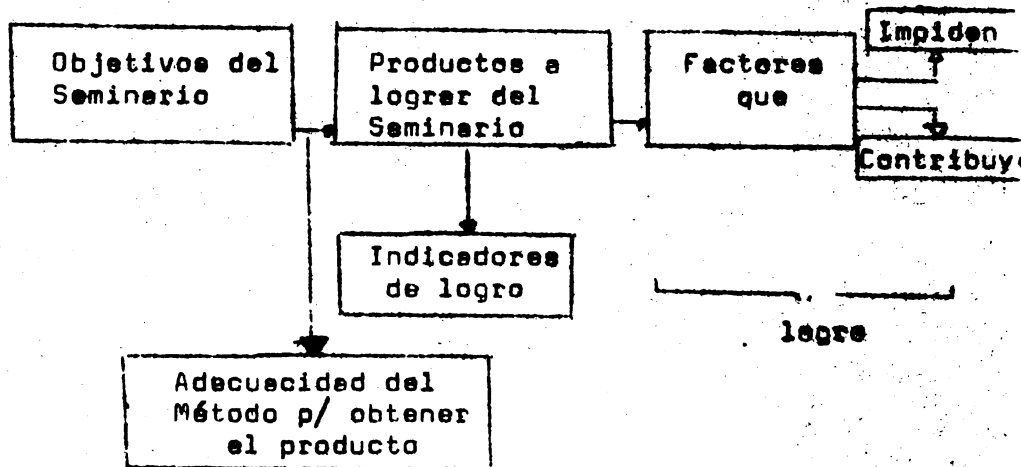 Objetivos del
Seminario
Productos a
lograr del
Seminario
Factores
que
Impiden
Contribuye
Indicadores
de logro
logro
Adecuacidad del
Método p/ obtener
el producto